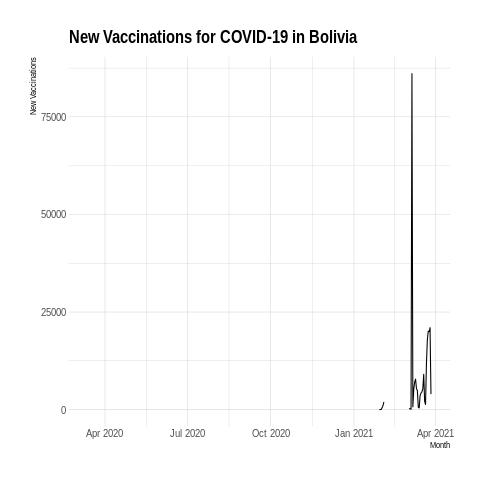 New Vaccinations for COVID-19 in Bolivia
New Vaccinations
75000
50000
25000
0
Apr 2020 Jul 2020 Oct 2020 Jan 2021 Apr 2021
Month